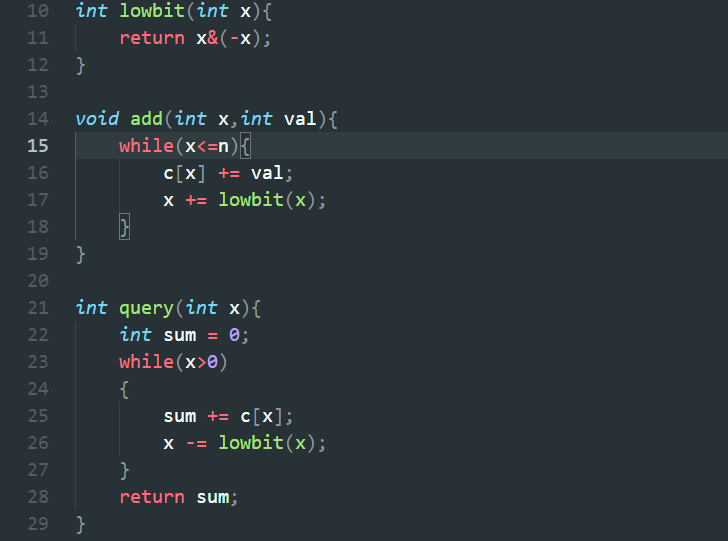 10 int lowbit(int x){
11     return x&(-x);
12 }
13
14 void add(int x,int val){
15     while(x<=n){
16         c[x] += val;
17         x += lowbit(x);
18     }
19 }
20
21 int query(int x){
22     int sum = 0;
23     while(x>0)
24     {
25         sum += c[x];
26         x -= lowbit(x);
27     }
28     return sum;
29 }